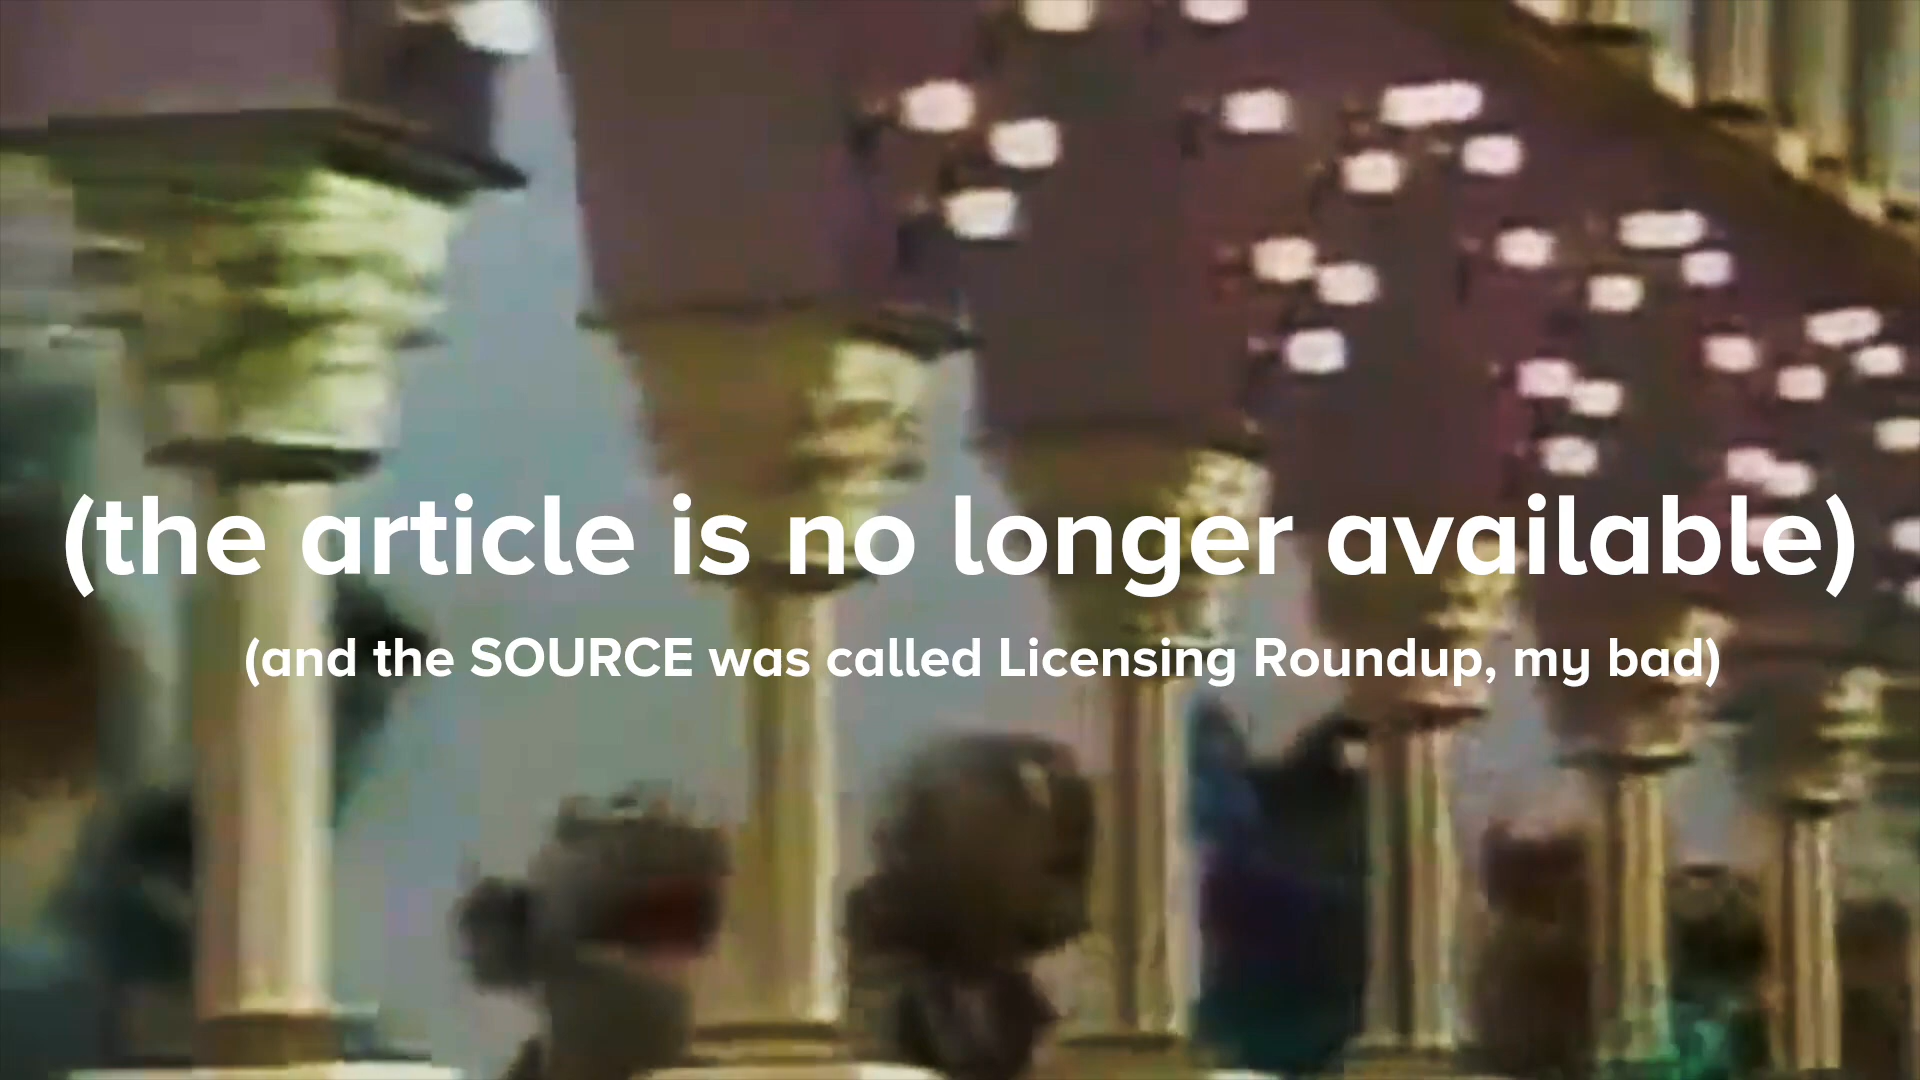 (the article is no longer available)
(and the SOURCE was called Licensing Roundup, my bad)